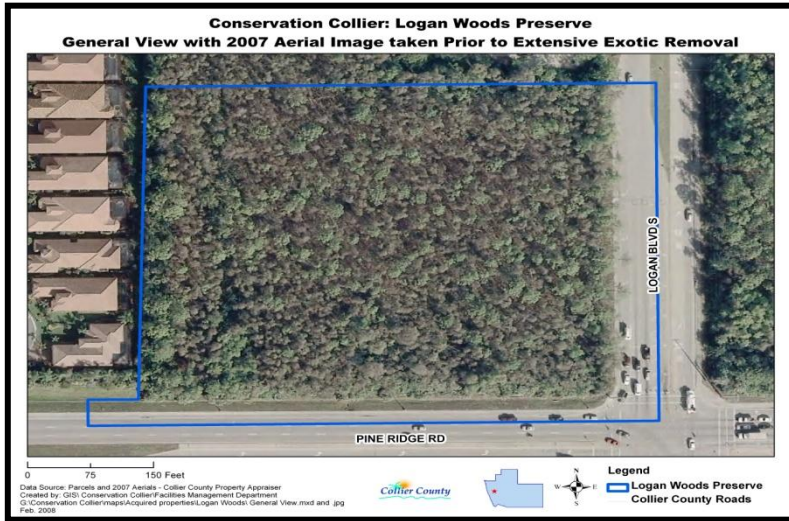 Conservation Collier: Logan Woods Preserve
General View with 2007 Aerial Image taken Prior to Extensive Exotic Removal
LOGAN BLVD S
PINE RIDGE RD
0 75 150 Feet
Data Source: Parcels and 2007 Aerials - Collier County Property Appraiser
Created by: GIS\ Conservation Collier\Facilities Management Department
G:\Conservation Collier\maps\Acquired properties\Logan Woods\ General View.mxd and .jpg
Feb. 2008
Collier County
N
W E
S
Legend
Logan Woods Preserve
Collier County Roads